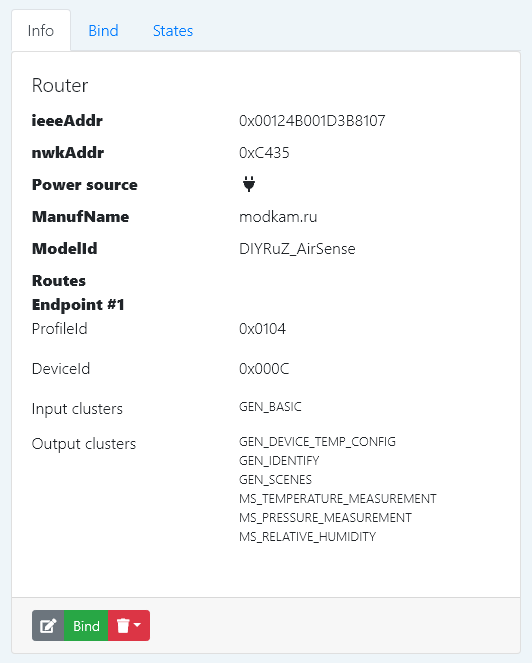 Info Bind States
Router
ieeeAddr 0x00124B001D3B8107
nwkAddr 0xC435
Power source
ManufName modkam.ru
ModelId DIYRuZ_AirSense
Routes
Endpoint #1
ProfileId 0x0104
DeviceId 0x000C
Input clusters GEN_BASIC
Output clusters GEN_DEVICE_TEMP_CONFIG
GEN_IDENTIFY
GEN_SCENES
MS_TEMPERATURE_MEASUREMENT
MS_PRESSURE_MEASUREMENT
MS_RELATIVE_HUMIDITY
Bind